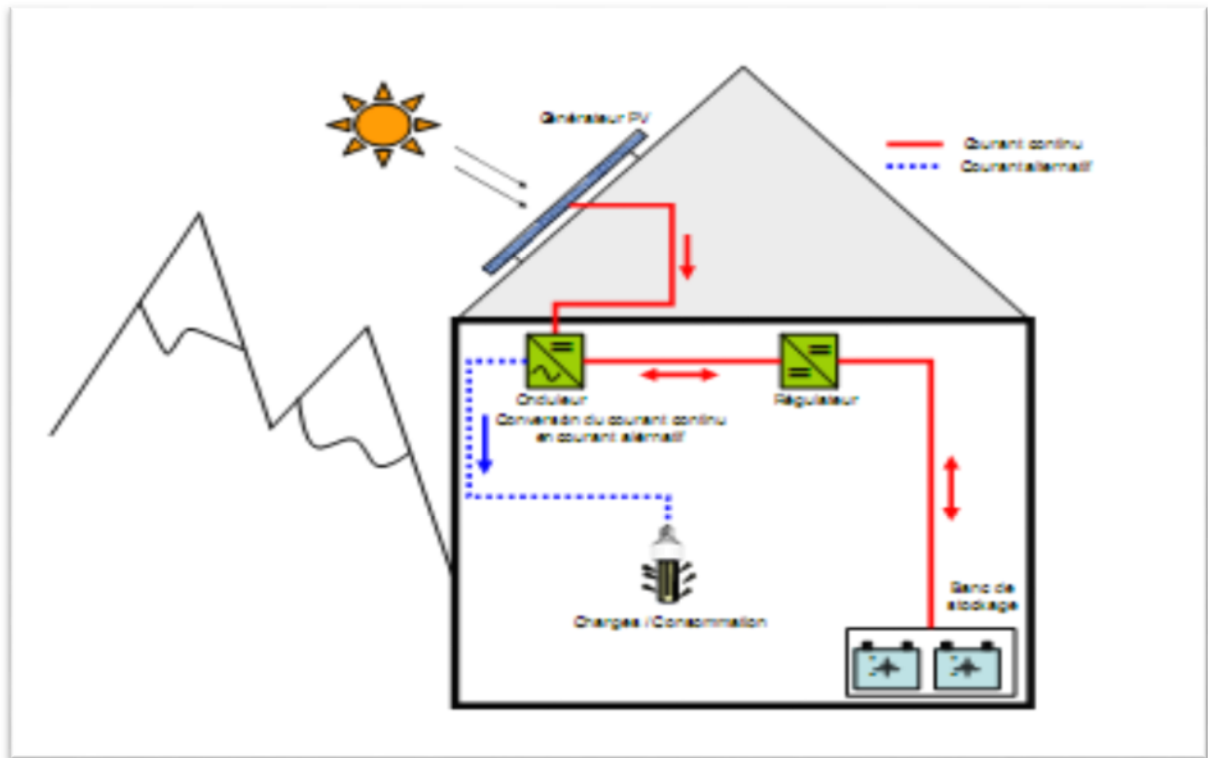 Générateur PV
Courant continu
Courant alternatif
Onduleur
Régulateur
Conversion du courant continu
en courant alternatif
Charges / Consommation
Banc de
stockage